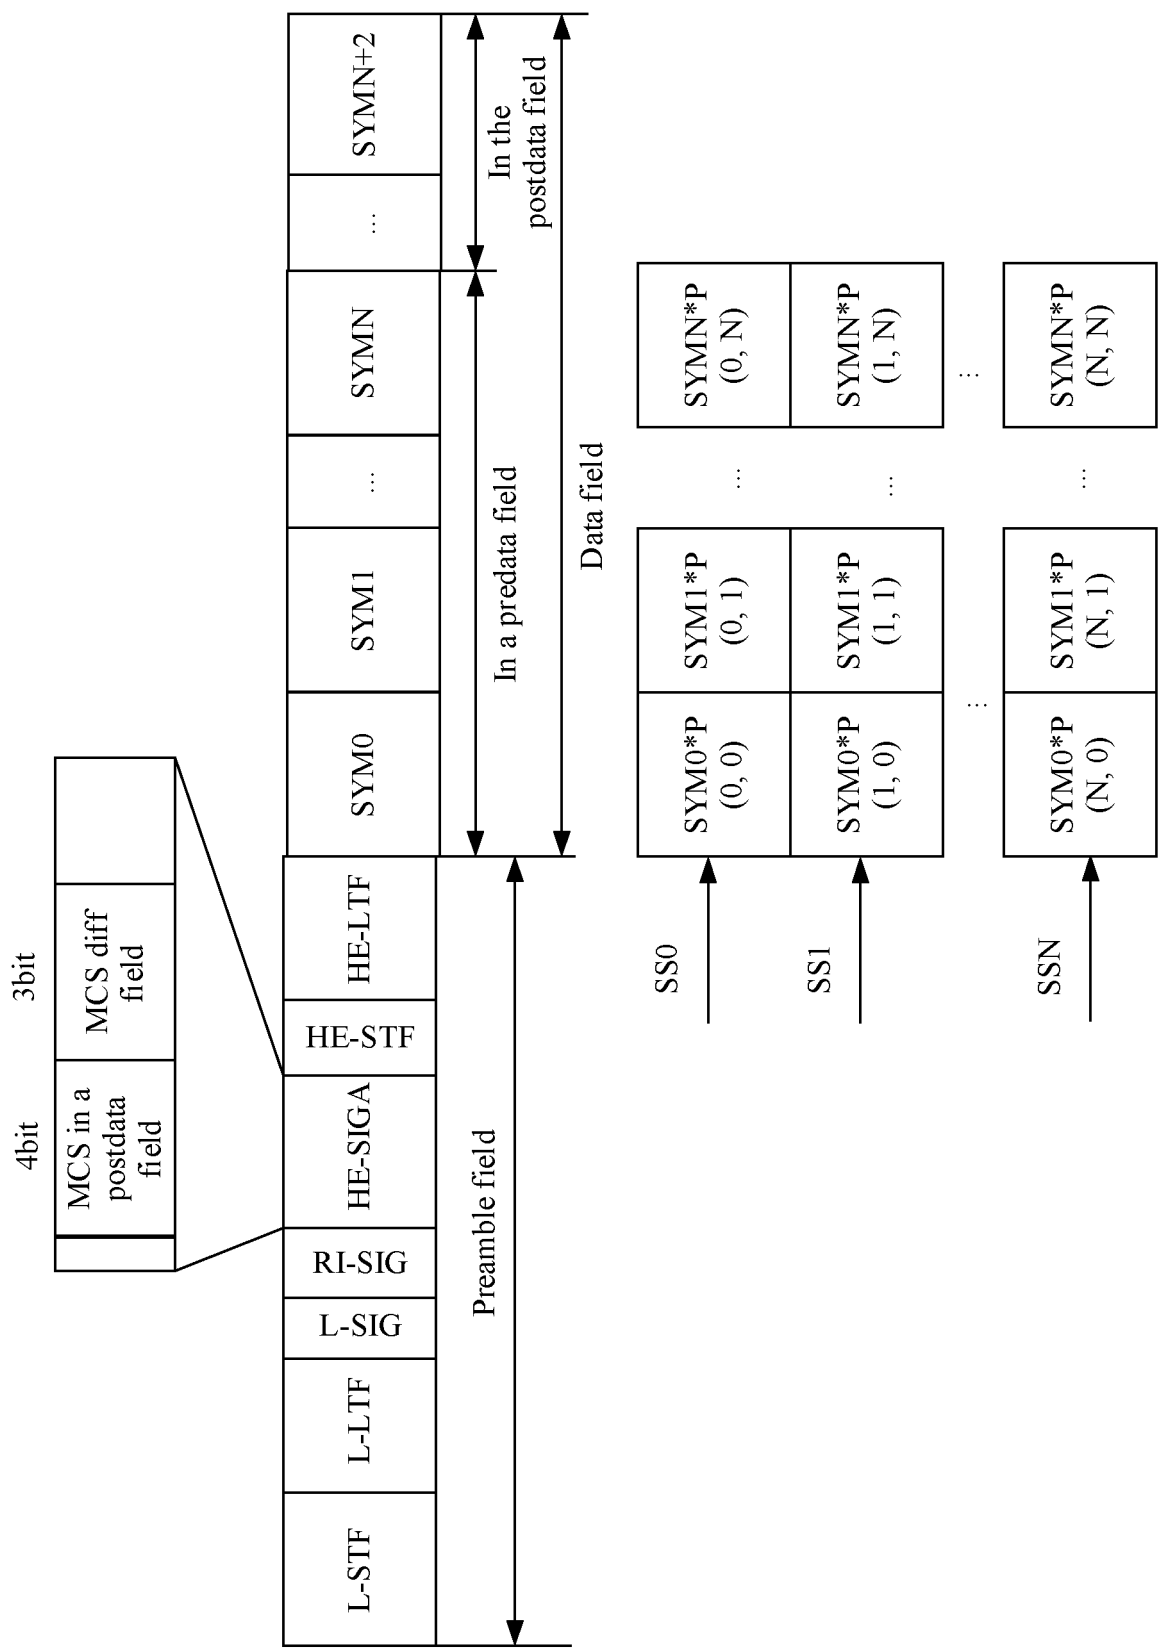 4bit
3bit
MCS in a
postdata
field
MCS diff
field
L-STF
L-LTF
L-SIG
RI-SIG
HE-SIGA
HE-STF
HE-LTF
SYM0
SYM1
...
SYMN
...
SYMN+2
Preamble field
In a predata field
In the
postdata field
Data field
SS0
SYM0*P
(0, 0)
SYM1*P
(0, 1)
...
SYMN*P
(0, N)
SS1
SYM0*P
(1, 0)
SYM1*P
(1, 1)
...
SYMN*P
(1, N)
...
...
SSN
SYM0*P
(N, 0)
SYM1*P
(N, 1)
...
SYMN*P
(N, N)